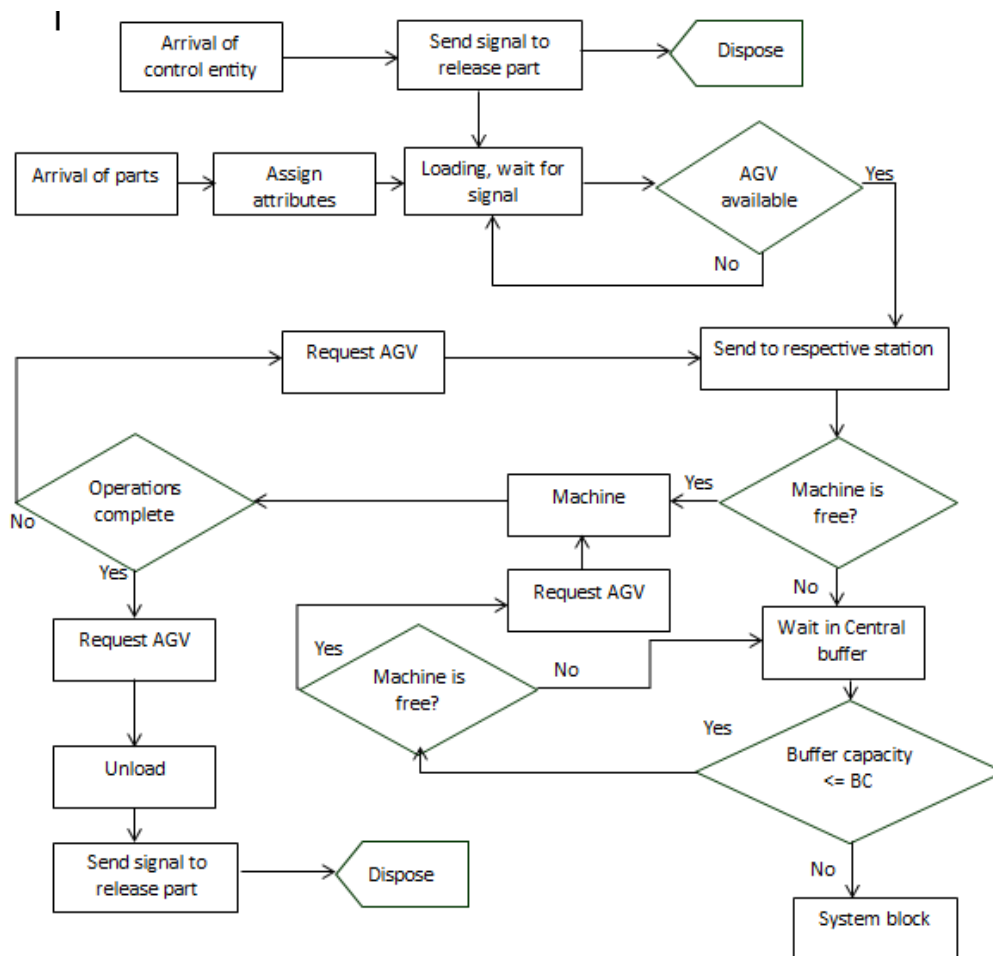 I
Arrival of
control entity
Send signal to
release part
Dispose
Arrival of parts
Assign
attributes
Loading, wait for
signal
AGV
available
Yes
No
Request AGV
Send to respective station
Operations
complete
No
Yes
Machine
Yes
Machine is
free?
No
Request AGV
Wait in Central
buffer
Request AGV
Yes
Machine is
free?
No
Yes
Buffer capacity
<= BC
Unload
No
Send signal to
release part
Dispose
System block